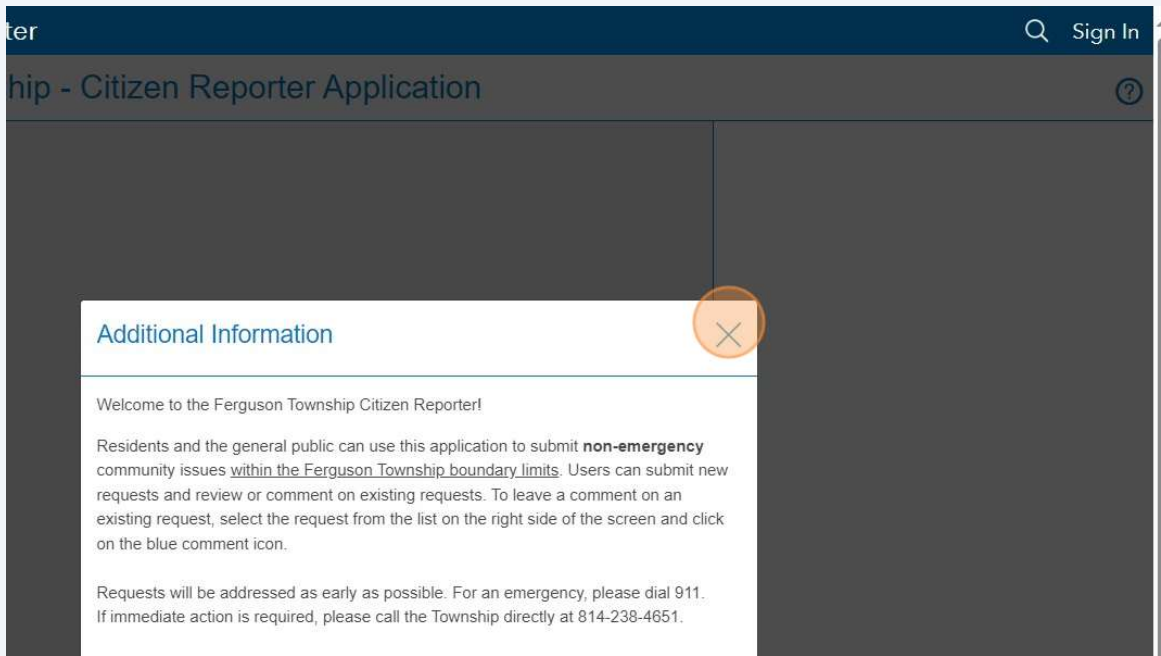 ter
Sign In
hip - Citizen Reporter Application
?
Additional Information
Welcome to the Ferguson Township Citizen Reporter!
Residents and the general public can use this application to submit non-emergency
community issues within the Ferguson Township boundary limits. Users can submit new
requests and review or comment on existing requests. To leave a comment on an
existing request, select the request from the list on the right side of the screen and click
on the blue comment icon.
Requests will be addressed as early as possible. For an emergency, please dial 911.
If immediate action is required, please call the Township directly at 814-238-4651.